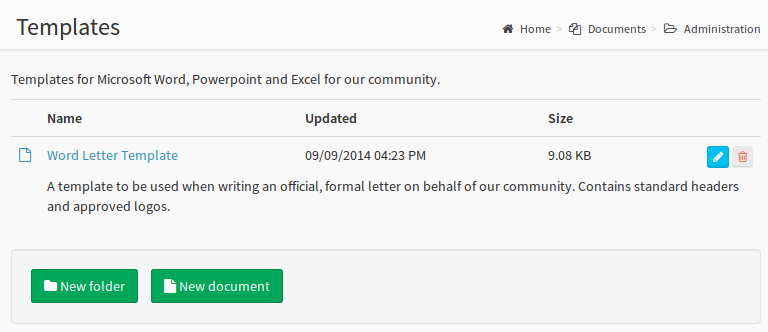 Templates
Home > Documents > Administration
Templates for Microsoft Word, Powerpoint and Excel for our community.
Name Updated Size
Word Letter Template 09/09/2014 04:23 PM 9.08 KB
A template to be used when writing an official, formal letter on behalf of our community. Contains standard headers
and approved logos.
New folder New document